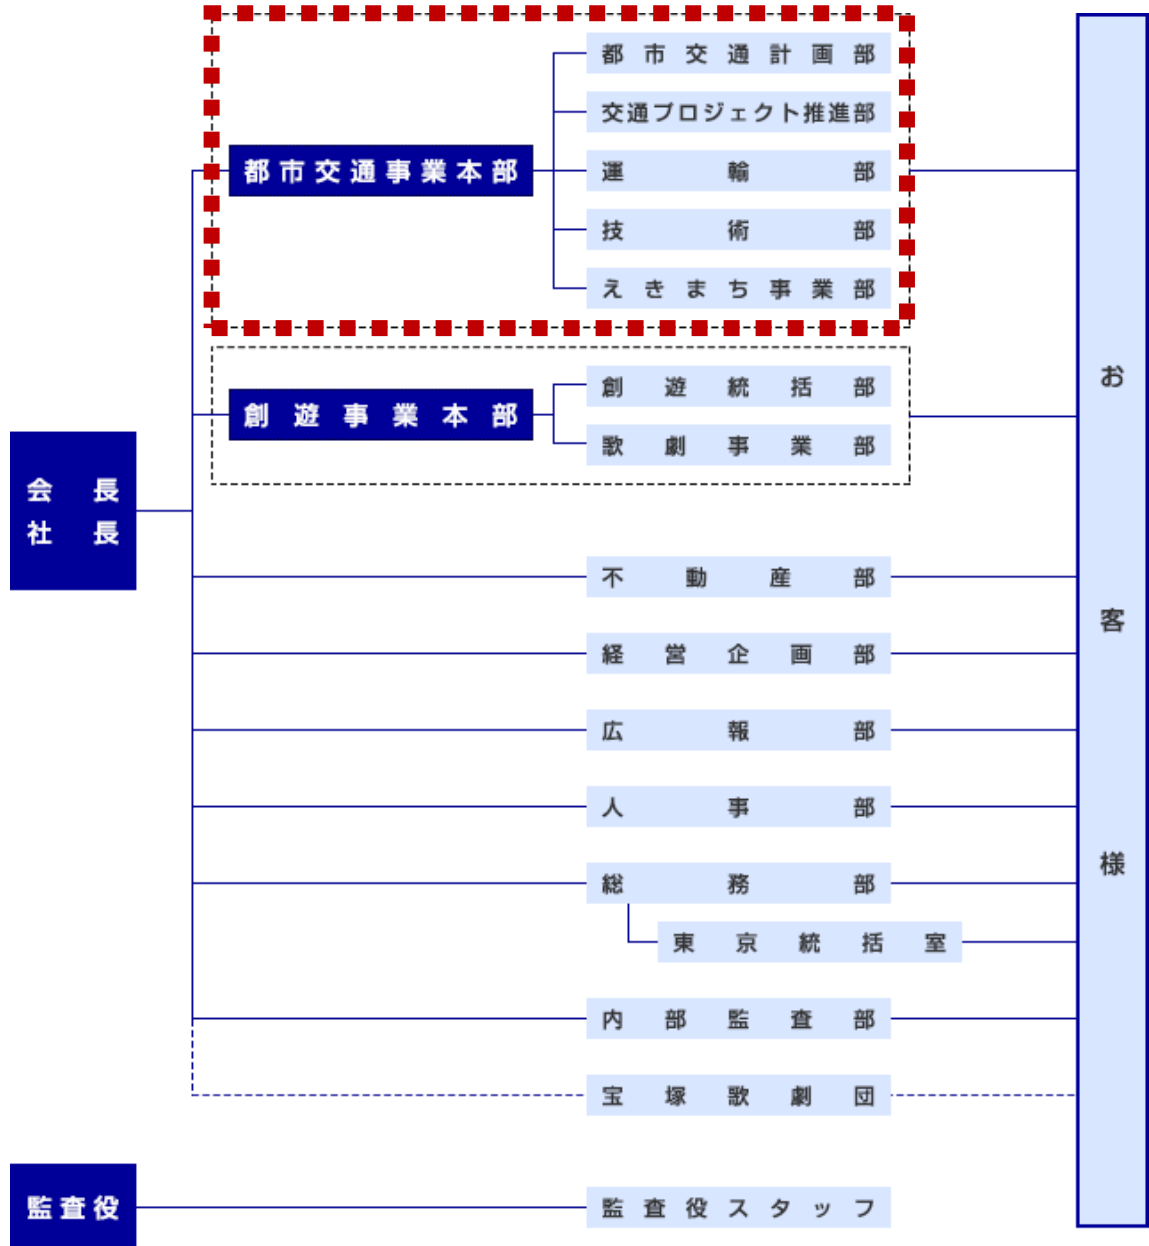 都市交通計画部
交通プロジェクト推進部
都市交通事業本部
運輸部
技術部
えきまち事業部
創遊統括部
創遊事業本部
歌劇事業部
会長
社長
不動産部
経営企画部
広報部
人事部
総務部
東京統括室
内部監査部
宝塚歌劇団
監査役
監査役スタッフ
お客様